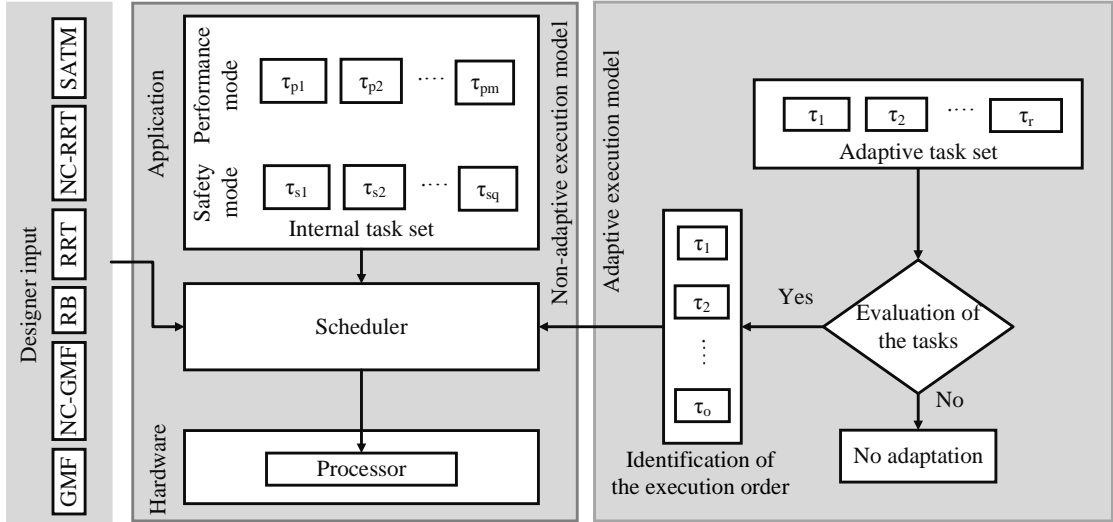 Designer input
SATM
NC-RRT
RRT
RB
NC-GMF
GMF
Application
Performance
mode
τp1
τp2
....
τpm
Safety
mode
τs1
τs2
....
τsq
Internal task set
Scheduler
Hardware
Processor
Non-adaptive execution model
Adaptive execution model
τ1
τ2
....
τr
Adaptive task set
Evaluation of
the tasks
Yes
No
No adaptation
τ1
τ2
....
τo
Identification of
the execution order